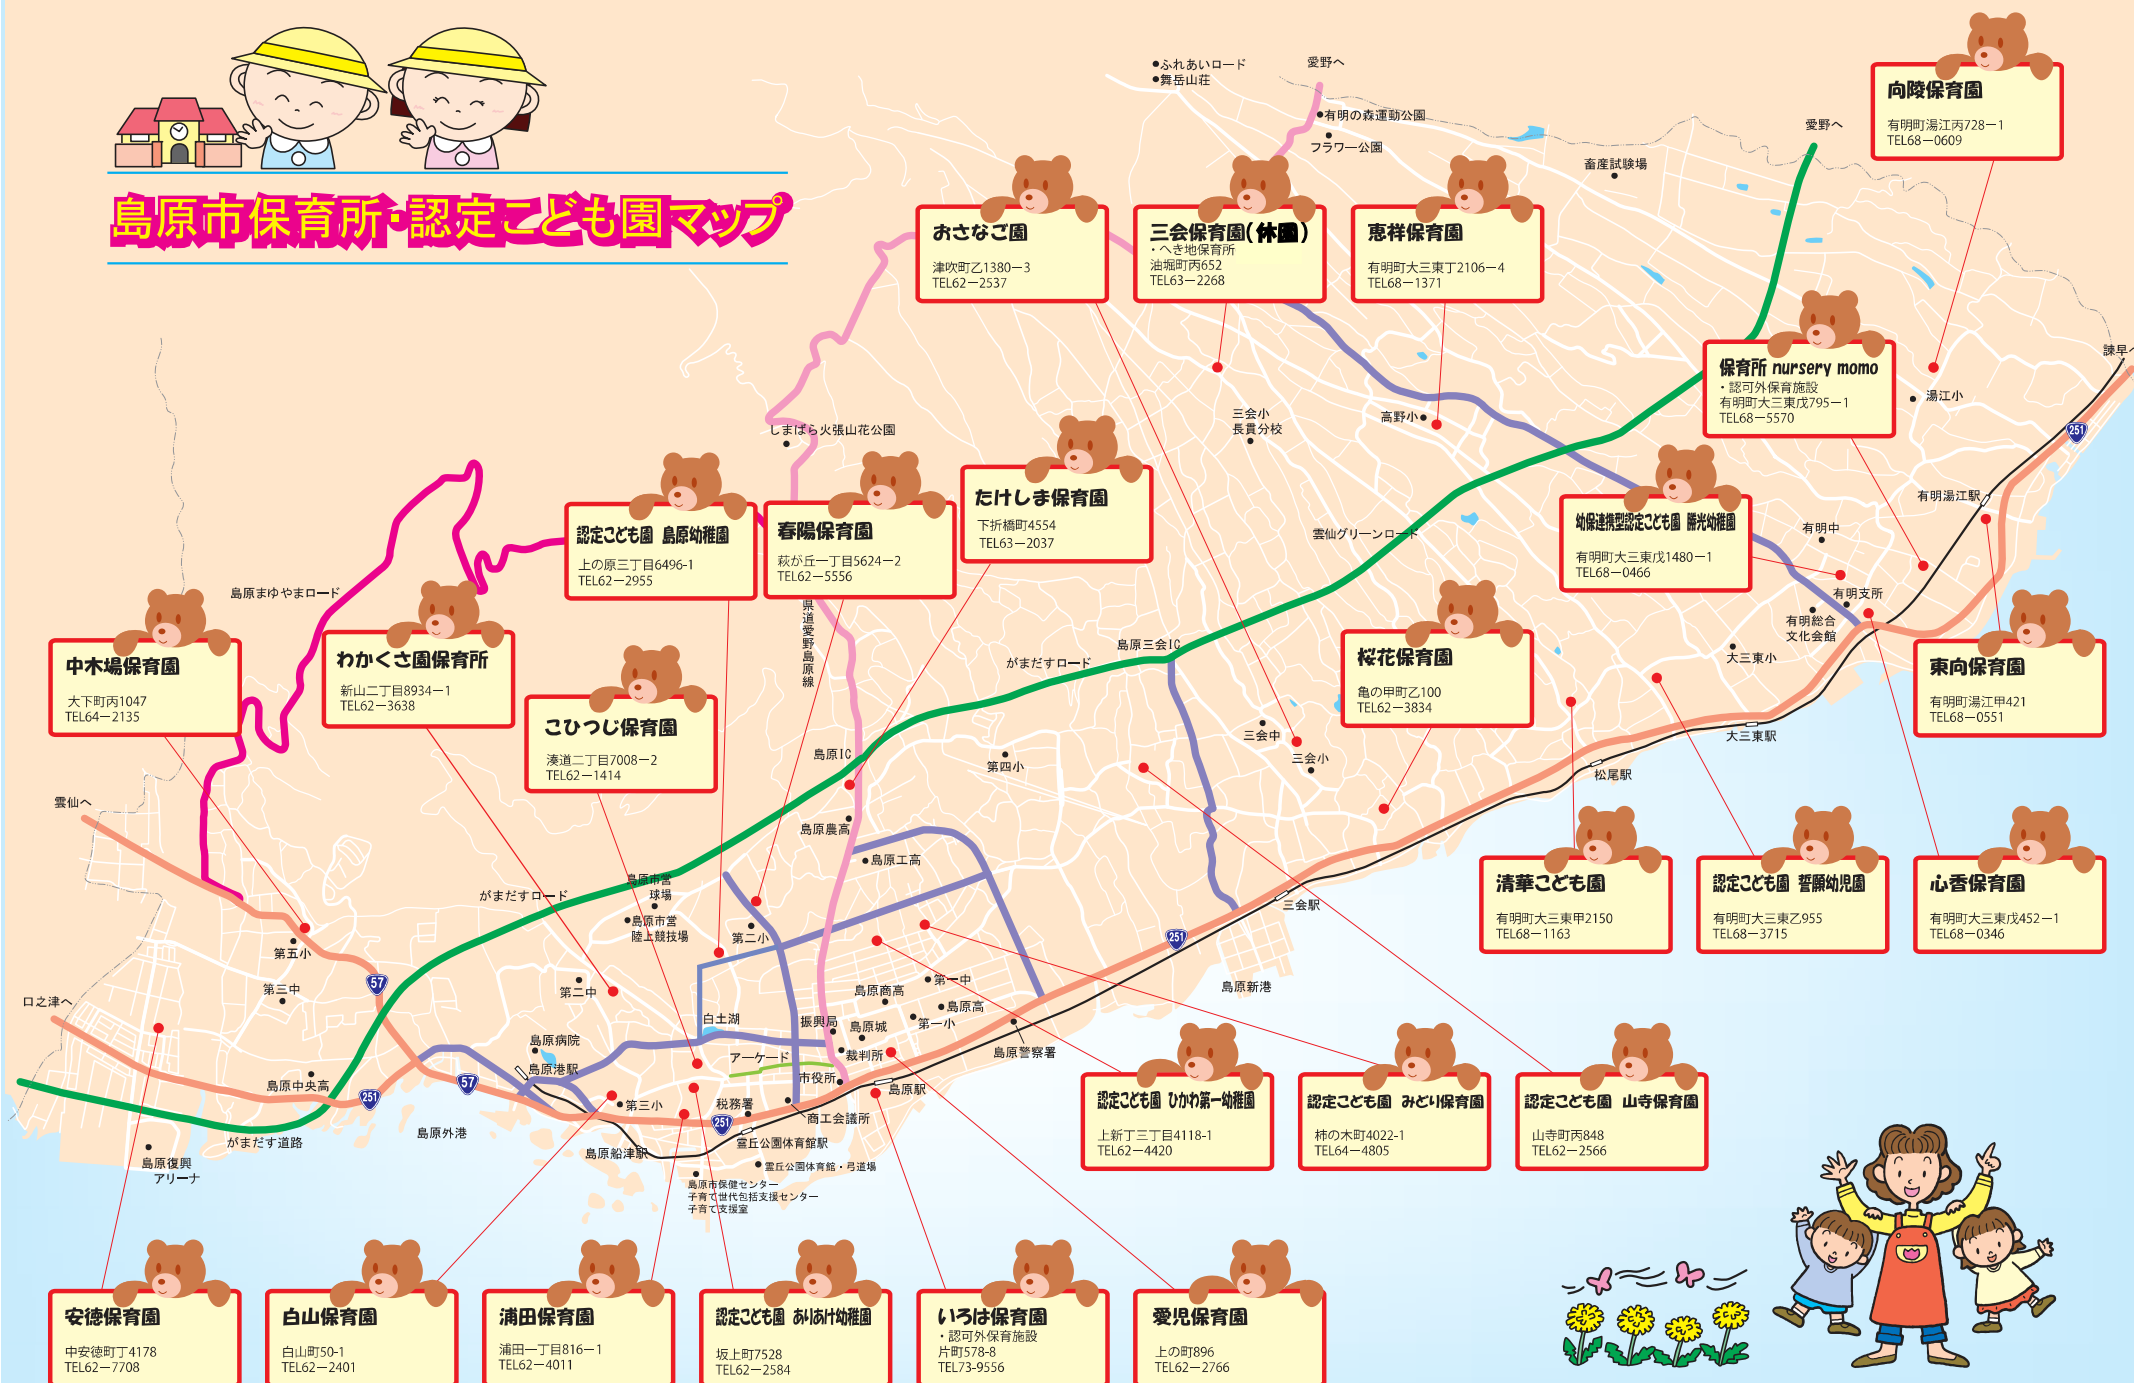 島原市保育所・認定こども園マップ
●ふれあいロード
●舞岳山荘
愛野へ
有明の森運動公園
フラワー公園
愛野へ
畜産試験場
向陵保育園
有明町湯江丙728ー1
TEL68ー0609
おさなご園
津吹町乙1380ー3
TEL62ー2537
三会保育園(休園)
・へき地保育所
油堀町丙652
TEL63ー2268
恵祥保育園
有明町大三東丁2106ー4
TEL68ー1371
保育所 nursery momo
・認可外保育施設
有明町大三東戊795ー1
TEL68ー5570
諫早へ
湯江小
251
三会小
長貫分校
高野小
しまばら火張山花公園
有明湯江駅
たけしま保育園
下折橋町4554
TEL63ー2037
認定こども園 島原幼稚園
上の原三丁目6496-1
TEL62ー2955
春陽保育園
萩が丘一丁目5624ー2
TEL62ー5556
幼保連携型認定こども園 勝光幼稚園
有明町大三東戊1480ー1
TEL68ー0466
有明中
雲仙グリーンロード
有明支所
有明総合
文化会館
島原まゆやまロード
県道愛野島原線
中木場保育園
大下町丙1047
TEL64ー2135
わかくさ園保育所
新山二丁目8934ー1
TEL62ー3638
こひつじ保育園
湊道二丁目7008ー2
TEL62ー1414
島原三会IC
がまだすロード
桜花保育園
亀の甲町乙100
TEL62ー3834
大三東小
東向保育園
有明町湯江甲421
TEL68ー0551
大三東駅
三会中
三会小
島原IC
第四小
松尾駅
雲仙へ
島原農高
島原工高
島原市営
球場
島原市営
陸上競技場
がまだすロード
第二小
三会駅
251
清華こども園
有明町大三東甲2150
TEL68ー1163
認定こども園 誓願幼児園
有明町大三東乙955
TEL68ー3715
心香保育園
有明町大三東戊452ー1
TEL68ー0346
第五小
57
第三中
口之津へ
第二中
第一中
島原商高
島原高
島原新港
白土湖
振興局
島原城
第一小
島原病院
島原港駅
アーケード
裁判所
島原警察署
市役所
島原駅
島原中央高
251
57
第三小
税務署
251
商工会議所
島原外港
がまだす道路
島原船津駅
霊丘公園体育館駅
島原復興
アリーナ
霊丘公園体育館・弓道場
島原市保健センター
子育て世代包括支援センター
子育て支援室
認定こども園 ひかわ第一幼稚園
上新丁三丁目4118-1
TEL62ー4420
認定こども園 みどり保育園
柿の木町4022-1
TEL64ー4805
認定こども園 山寺保育園
山寺町丙848
TEL62ー2566
安徳保育園
中安徳町丁4178
TEL62ー7708
白山保育園
白山町50-1
TEL62ー2401
浦田保育園
浦田一丁目816ー1
TEL62ー4011
認定こども園 ありあけ幼稚園
坂上町7528
TEL62ー2584
いろは保育園
・認可外保育施設
片町578-8
TEL73-9556
愛児保育園
上の町896
TEL62ー2766